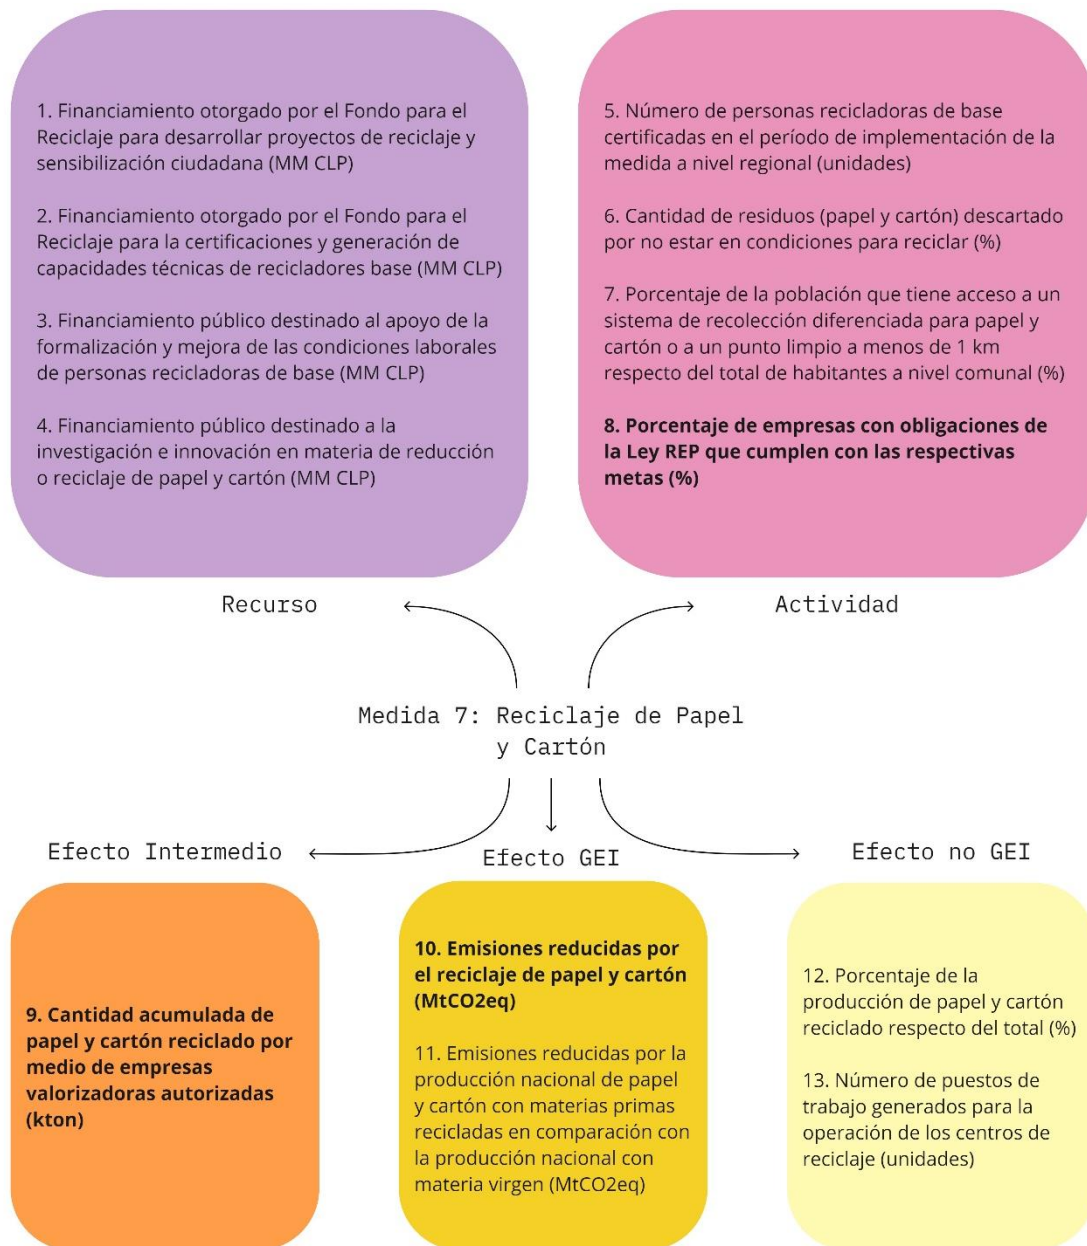 1. Financiamiento otorgado por el Fondo para el
Reciclaje para desarrollar proyectos de reciclaje y
sensibilización ciudadana (MM CLP)
2. Financiamiento otorgado por el Fondo para el
Reciclaje para la certificaciones y generación de
capacidades técnicas de recicladores base (MM CLP)
3. Financiamiento público destinado al apoyo de la
formalización y mejora de las condiciones laborales
de personas recicladoras de base (MM CLP)
4. Financiamiento público destinado a la
investigación e innovación en materia de reducción
o reciclaje de papel y cartón (MM CLP)
5. Número de personas recicladoras de base
certificadas en el período de implementación de la
medida a nivel regional (unidades)
6. Cantidad de residuos (papel y cartón) descartado
por no estar en condiciones para reciclar (%)
7. Porcentaje de la población que tiene acceso a un
sistema de recolección diferenciada para papel y
cartón o a un punto limpio a menos de 1 km
respecto del total de habitantes a nivel comunal (%)
8. Porcentaje de empresas con obligaciones de
la Ley REP que cumplen con las respectivas
metas (%)
Recurso
Actividad
Medida 7: Reciclaje de Papel
y Cartón
Efecto Intermedio
Efecto GEI
Efecto no GEI
9. Cantidad acumulada de
papel y cartón reciclado por
medio de empresas
valorizadoras autorizadas
(kton)
10. Emisiones reducidas por
el reciclaje de papel y cartón
(MtCO2eq)
11. Emisiones reducidas por la
producción nacional de papel
y cartón con materias primas
recicladas en comparación con
la producción nacional con
materia virgen (MtCO2eq)
12. Porcentaje de la
producción de papel y cartón
reciclado respecto del total (%)
13. Número de puestos de
trabajo generados para la
operación de los centros de
reciclaje (unidades)